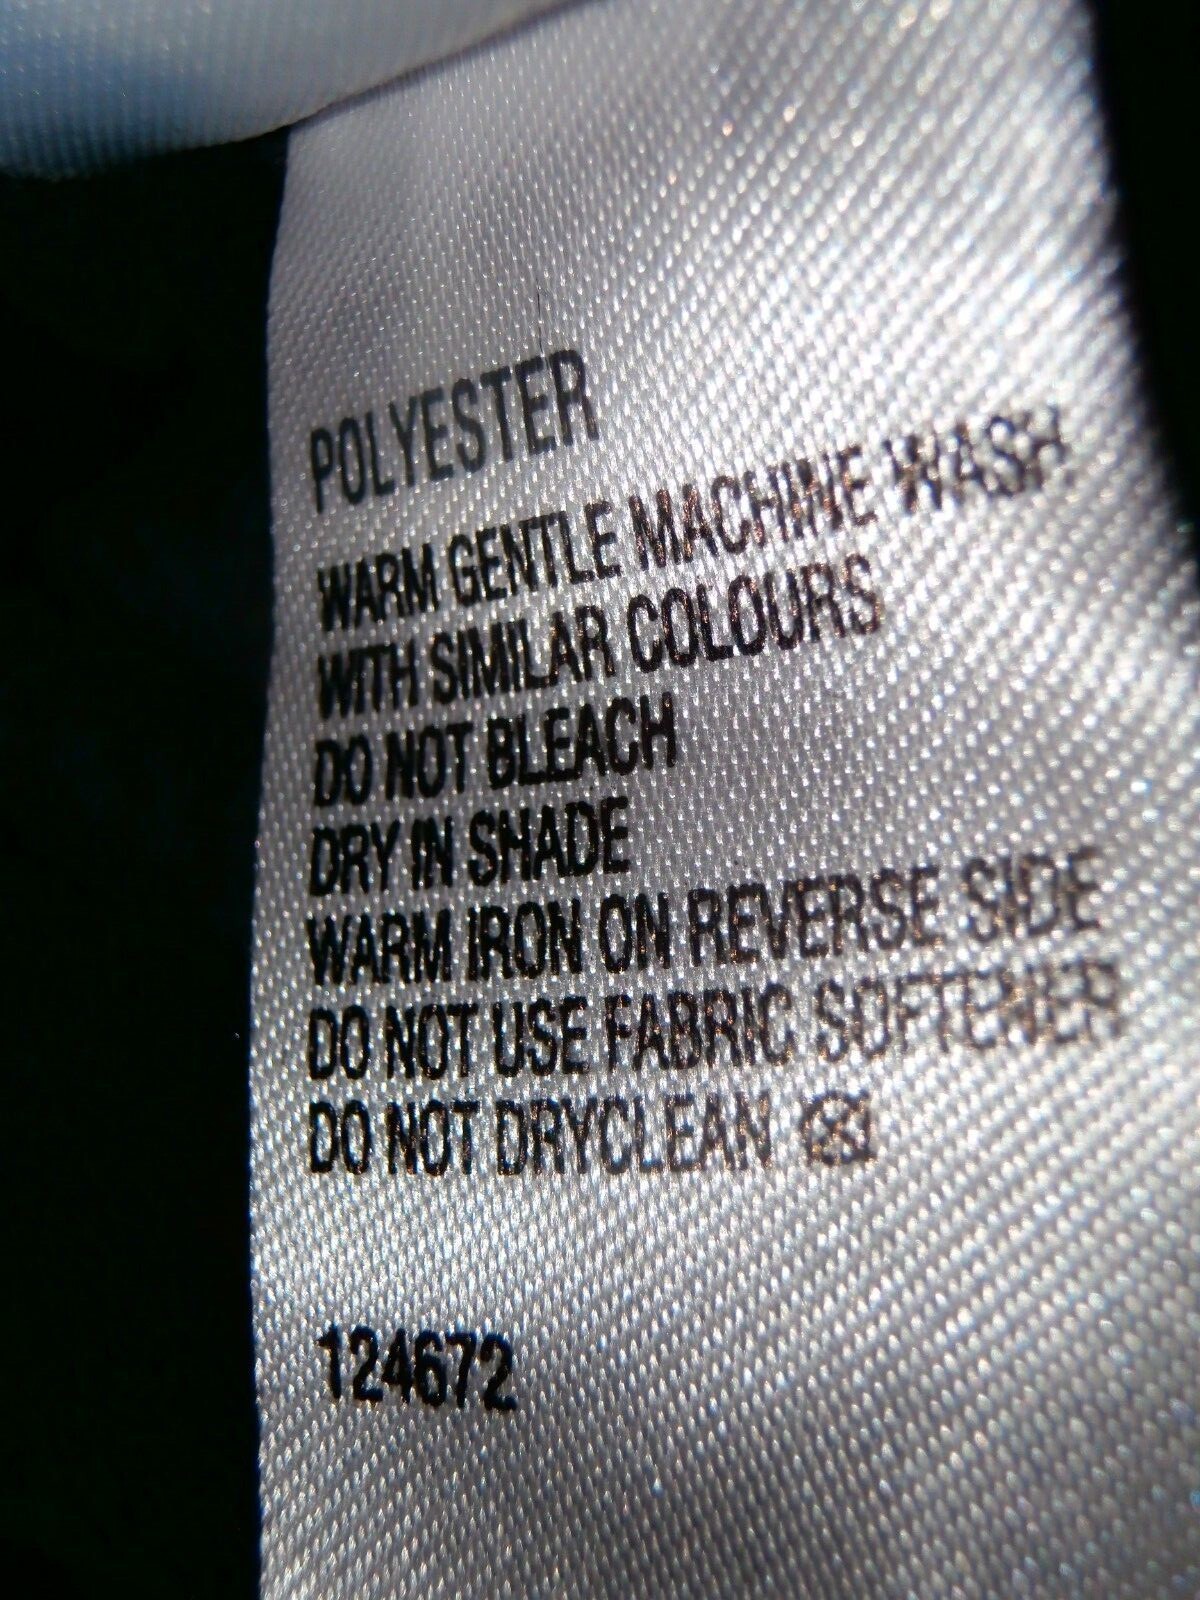 POLYESTER
WARM GENTLE MACHINE WASH
WITH SIMILAR COLOURS
DO NOT BLEACH
DRY IN SHADE
WARM IRON ON REVERSE SIDE
DO NOT USE FABRIC SOFTENER
DO NOT DRYCLEAN
124672